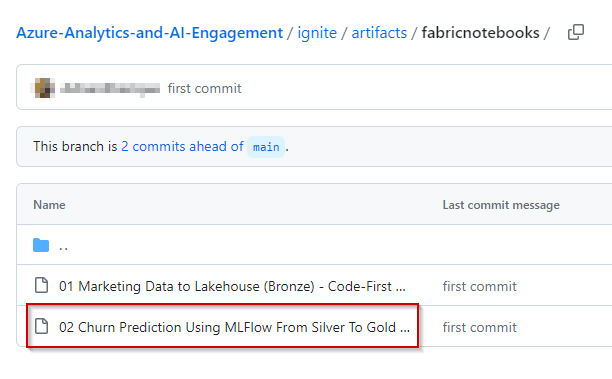 Azure-Analytics-and-AI-Engagement / ignite / artifacts / fabricnotebooks /
first commit
This branch is 2 commits ahead of main .
Name Last commit message
..
01 Marketing Data to Lakehouse (Bronze) - Code-First ... first commit
02 Churn Prediction Using MLFlow From Silver To Gold ... first commit